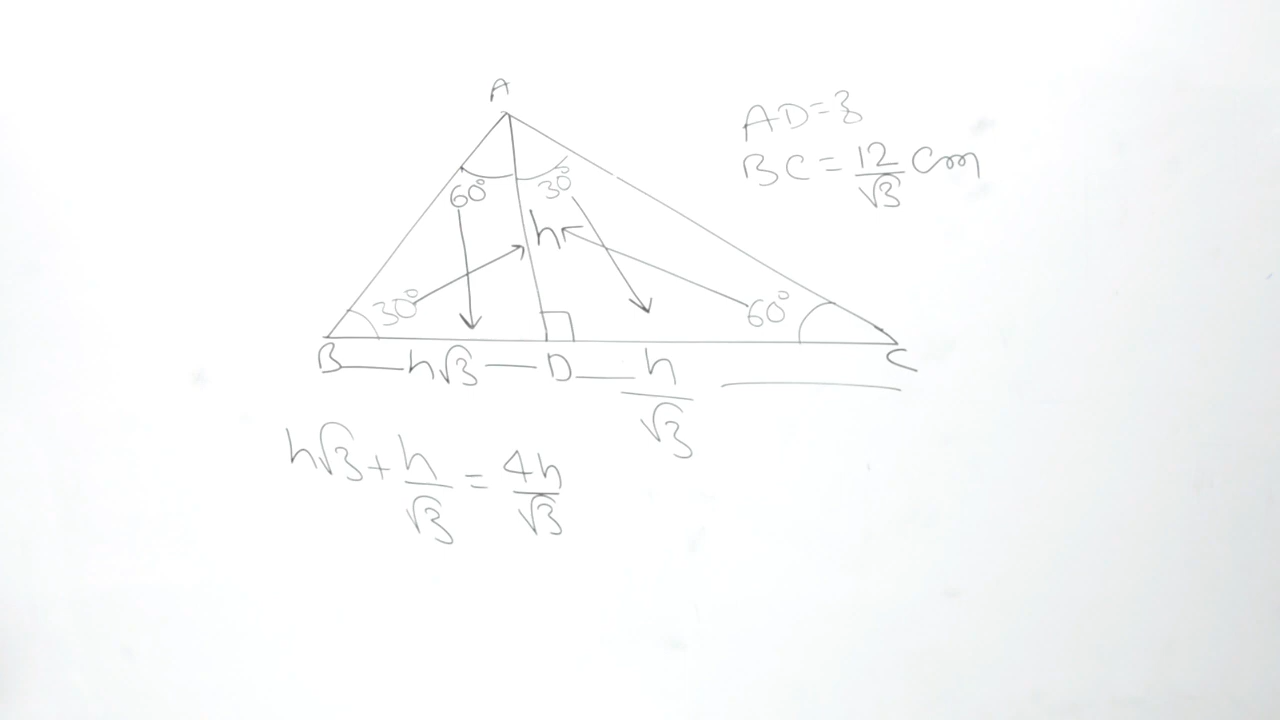 A
AD=3
BC=12/√3 cm
60° 30°
h
30° 60°
B h√3 D h/√3 C
h√3+h/√3=4h/√3